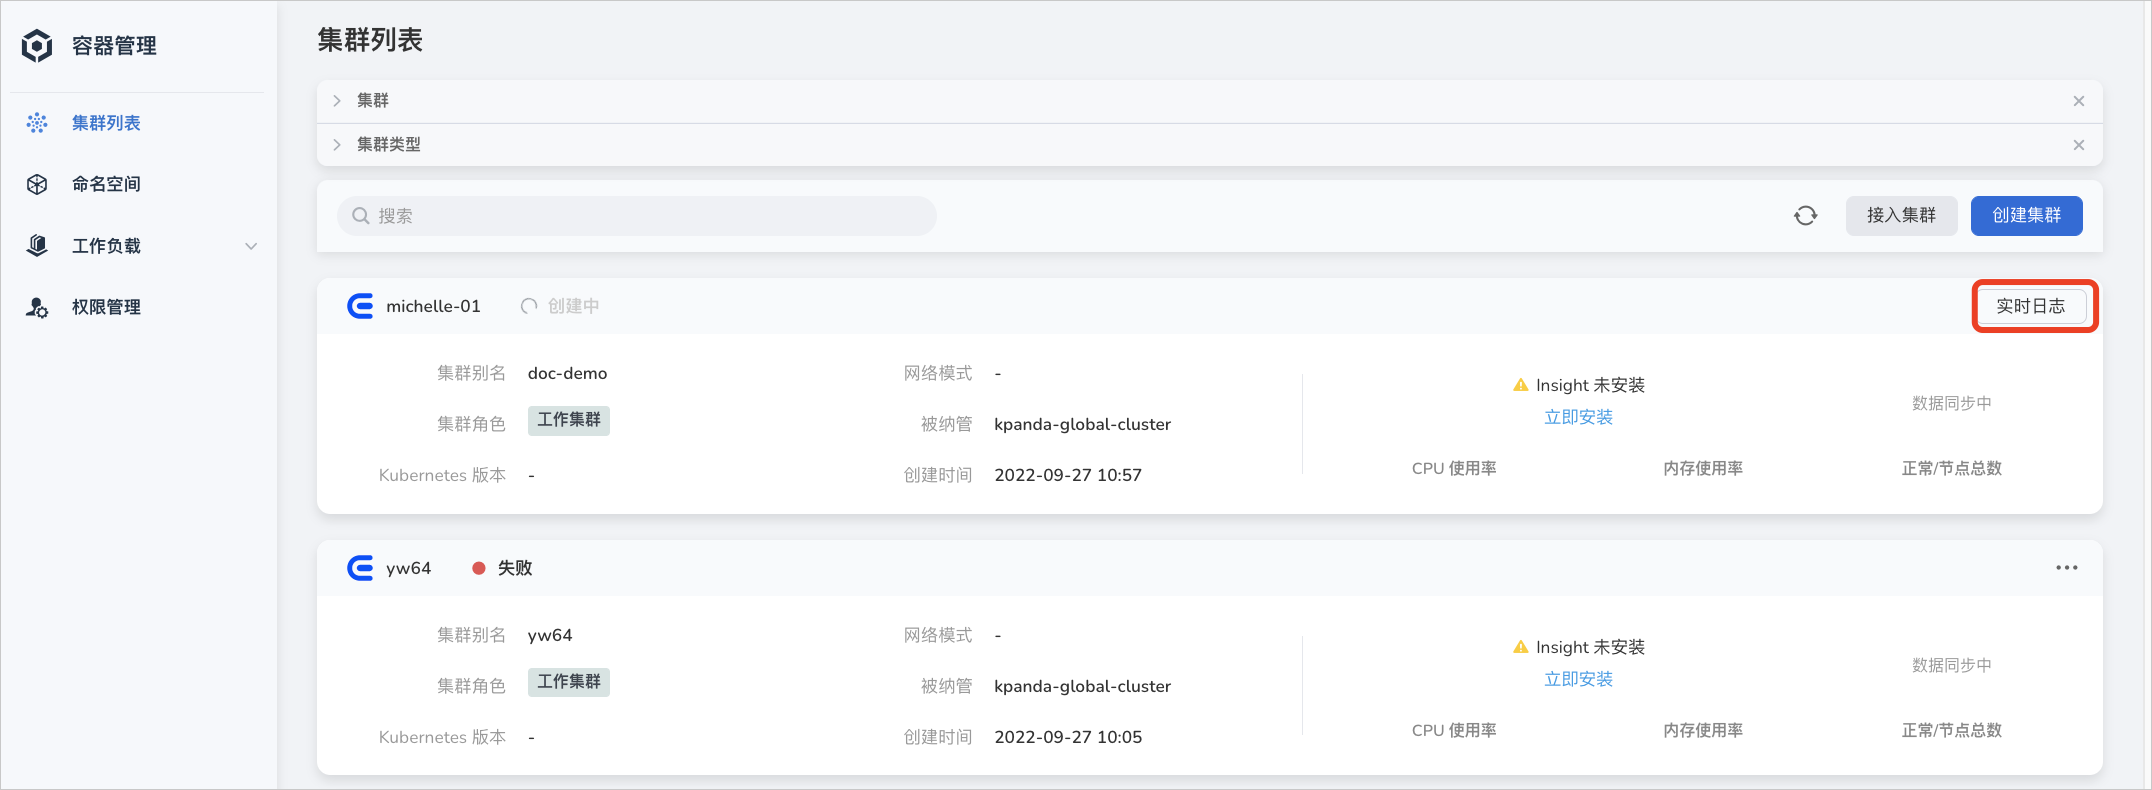 容器管理
集群列表
命名空间
工作负载
权限管理
集群列表
集群
集群类型
搜索
接入集群
创建集群
michelle-01
创建中
实时日志
集群别名 doc-demo
集群角色 工作集群
Kubernetes 版本 -
网络模式 -
被纳管 kpanda-global-cluster
创建时间 2022-09-27 10:57
Insight 未安装
立即安装
数据同步中
CPU 使用率
内存使用率
正常/节点总数
yw64
失败
集群别名 yw64
集群角色 工作集群
Kubernetes 版本 -
网络模式 -
被纳管 kpanda-global-cluster
创建时间 2022-09-27 10:05
Insight 未安装
立即安装
数据同步中
CPU 使用率
内存使用率
正常/节点总数